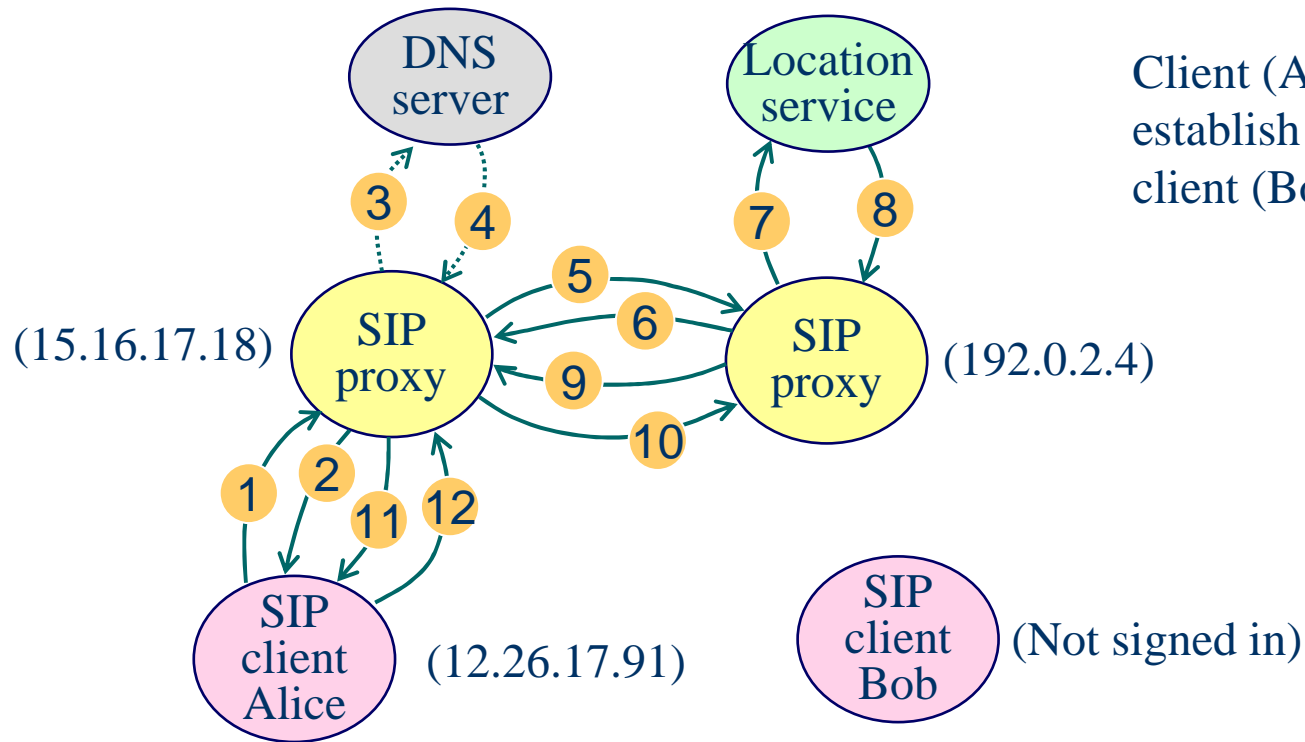 DNS
server
Location
service
Client (A
establish
client (Bo
3
4
7
8
5
6
(15.16.17.18)
SIP
proxy
SIP
proxy
(192.0.2.4)
9
10
1
2
11
12
SIP
client
Alice
(12.26.17.91)
SIP
client
Bob
(Not signed in)